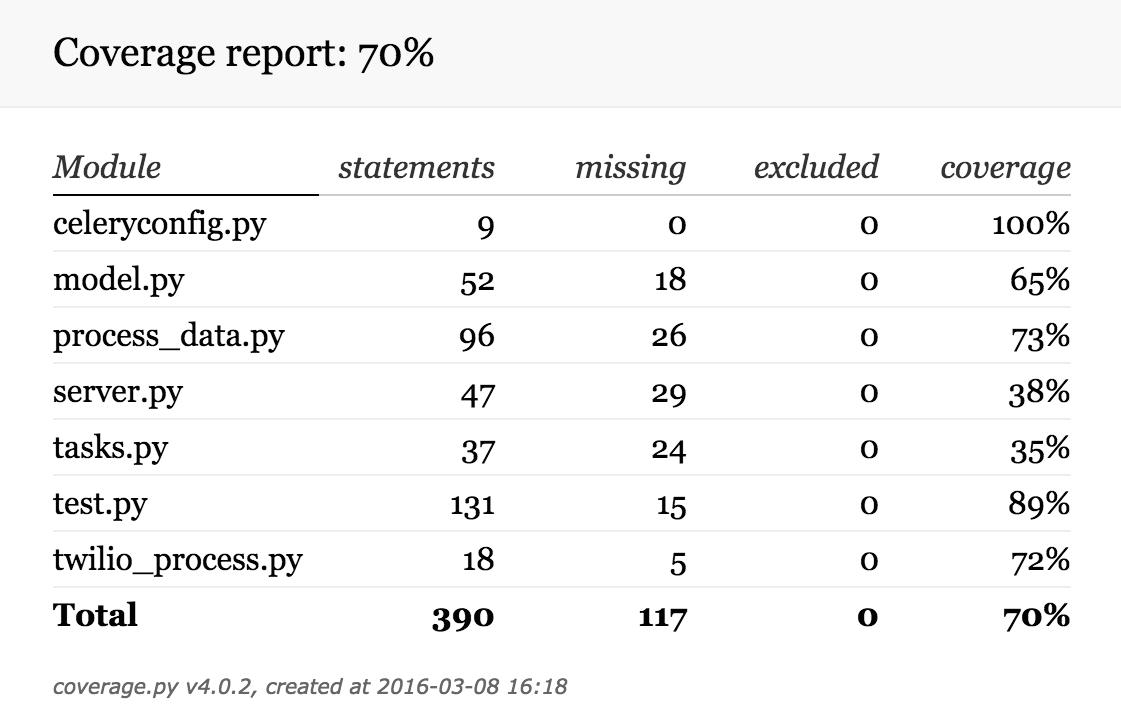 Coverage report: 70%
Module statements missing excluded coverage
celeryconfig.py 9 0 0 100%
model.py 52 18 0 65%
process_data.py 96 26 0 73%
server.py 47 29 0 38%
tasks.py 37 24 0 35%
test.py 131 15 0 89%
twilio_process.py 18 5 0 72%
Total 390 117 0 70%
coverage.py v4.0.2, created at 2016-03-08 16:18